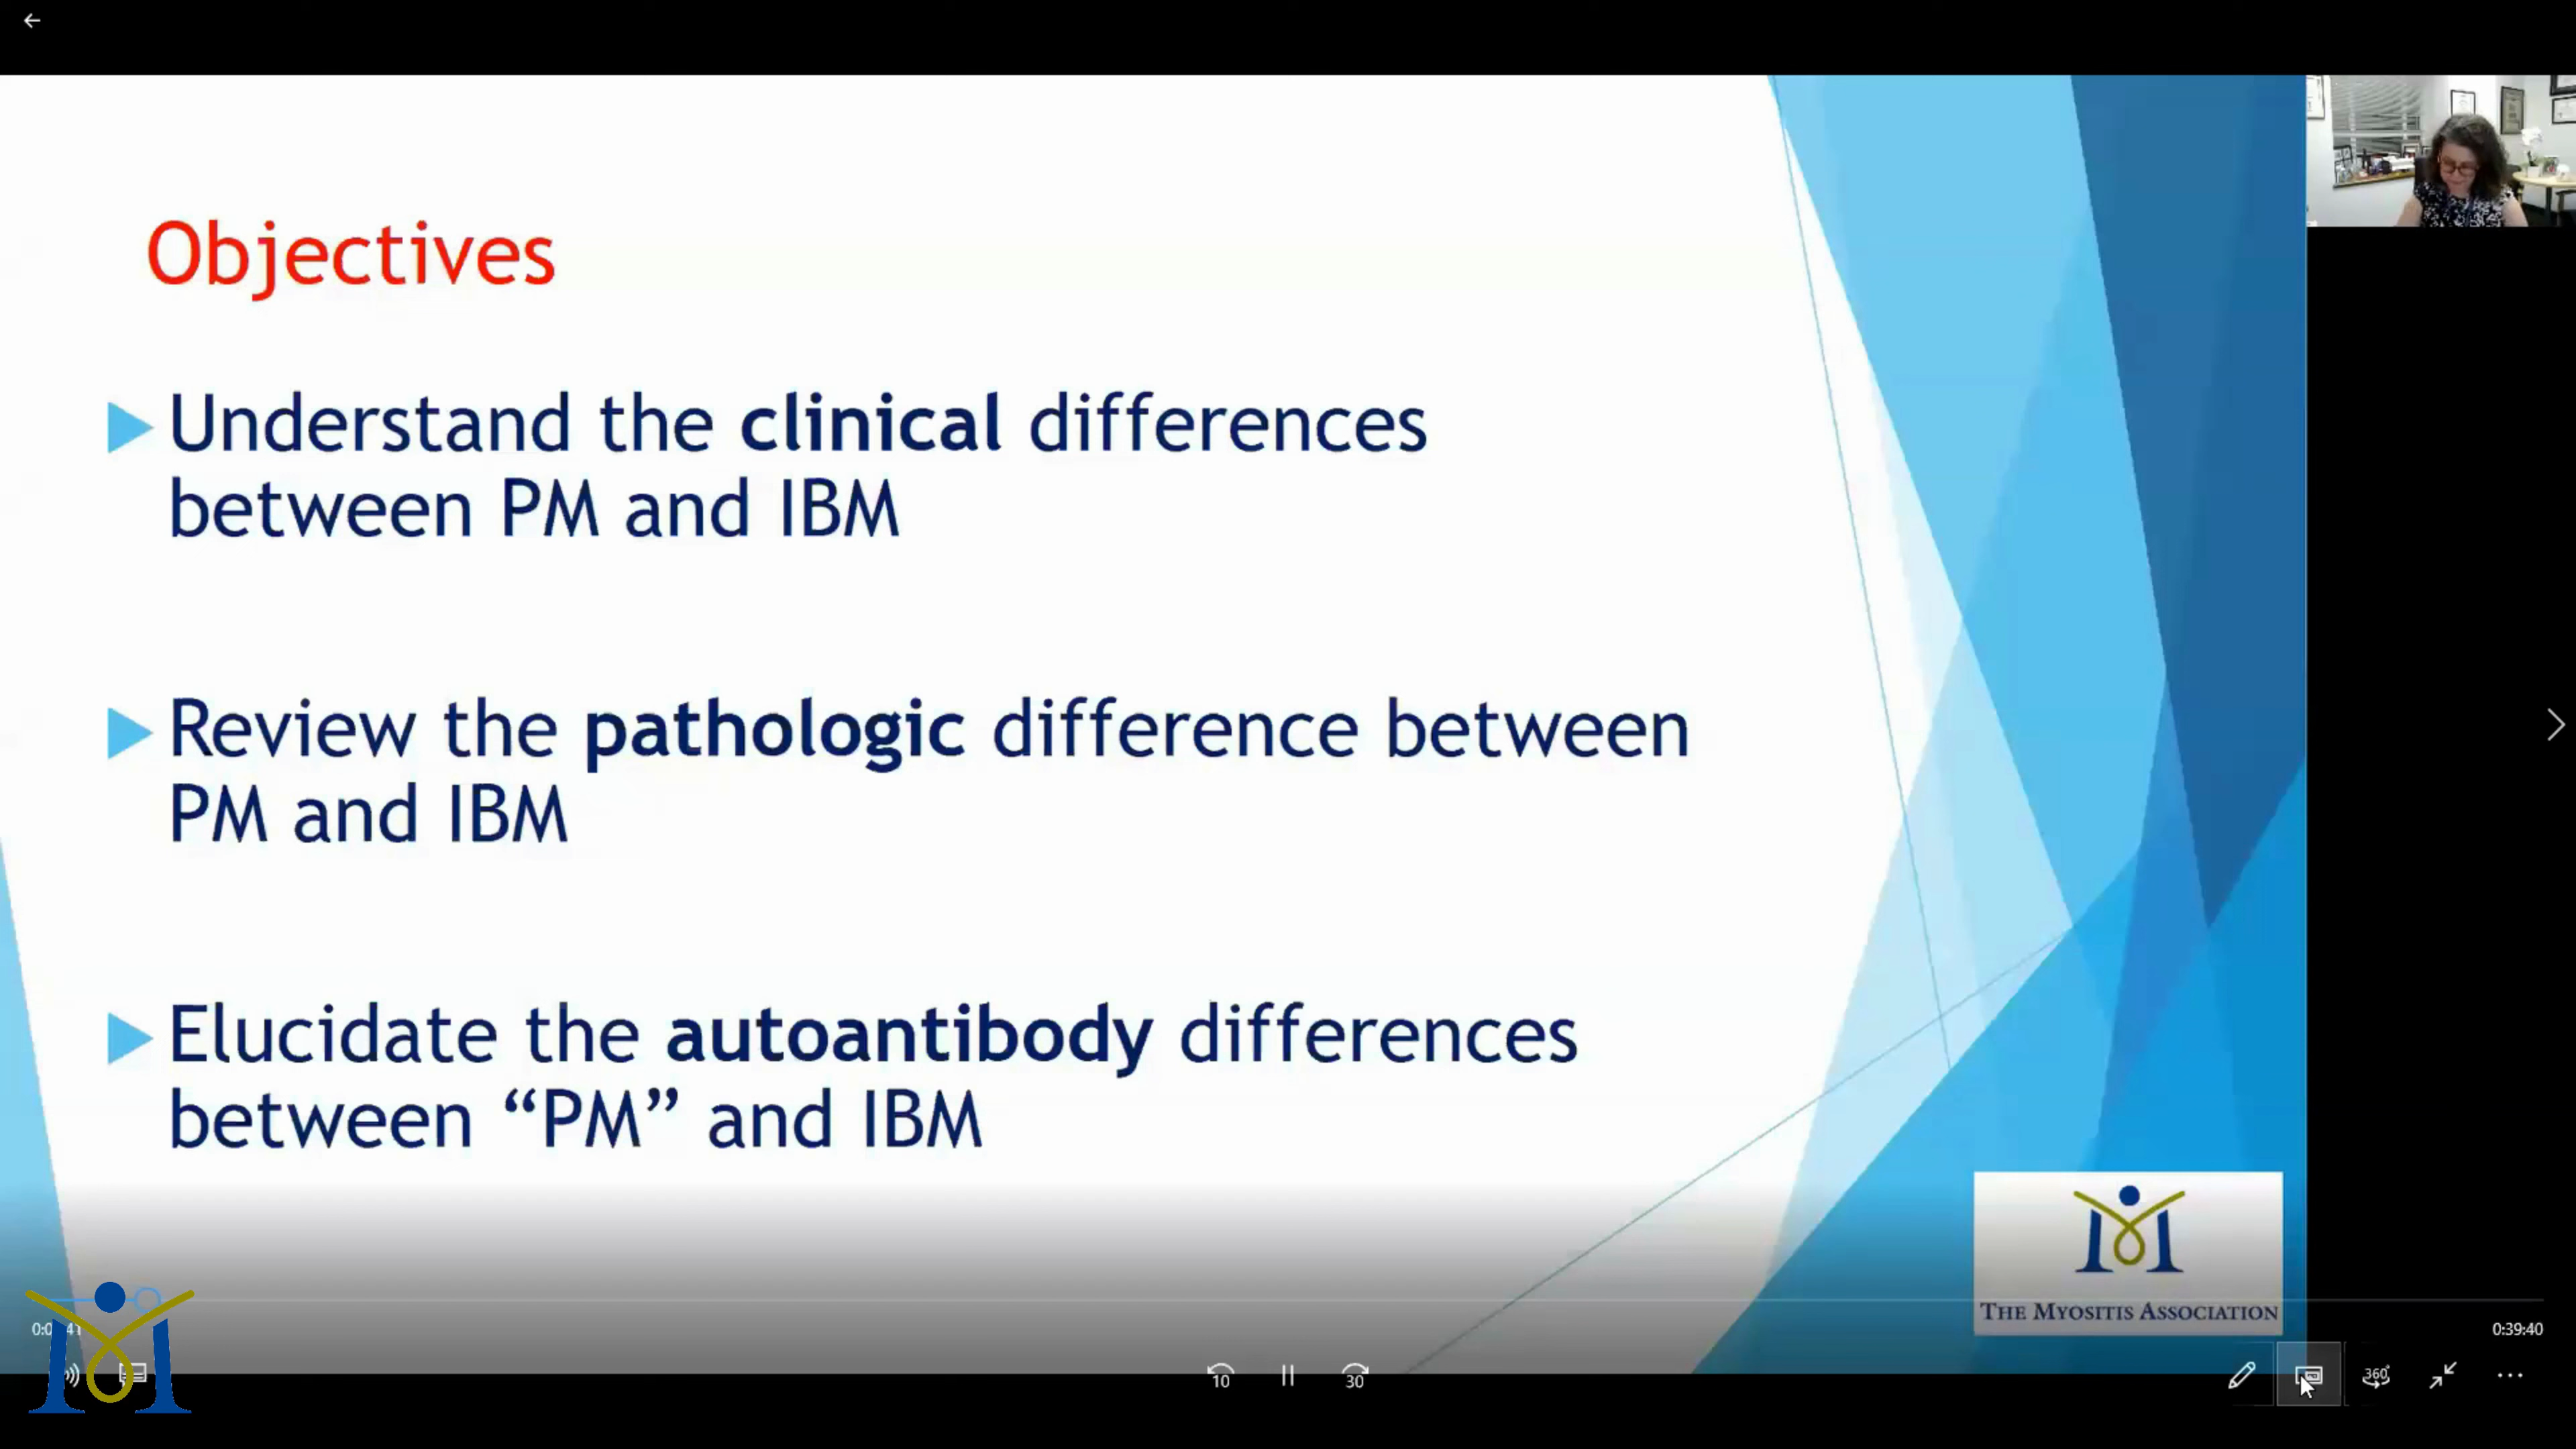 Objectives
Understand the clinical differences
between PM and IBM
Review the pathologic difference between
PM and IBM
Elucidate the autoantibody differences
between “PM” and IBM
THE MYOSITIS ASSOCIATION
0:39:40
10
30
360°